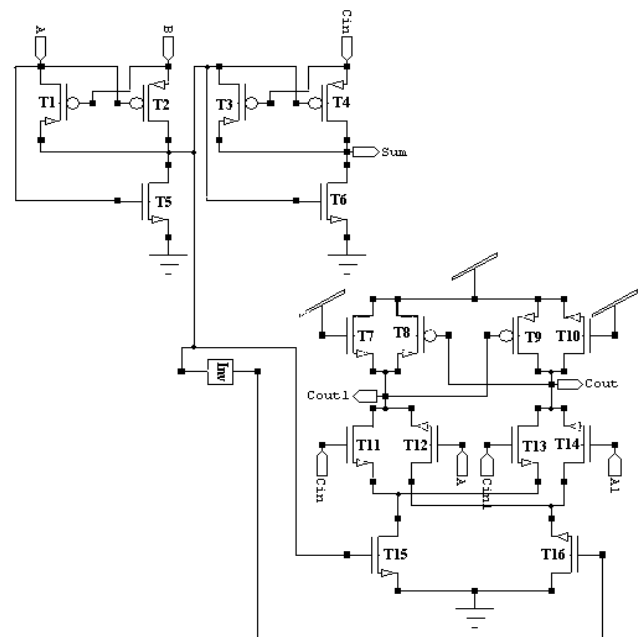 A
B
Cin
T1
T2
T3
T4
Sum
T5
T6
T7
T8
T9
T10
Inv
Cout1
Cout
T11
T12
T13
T14
Cin
A
Cin1
A1
T15
T16